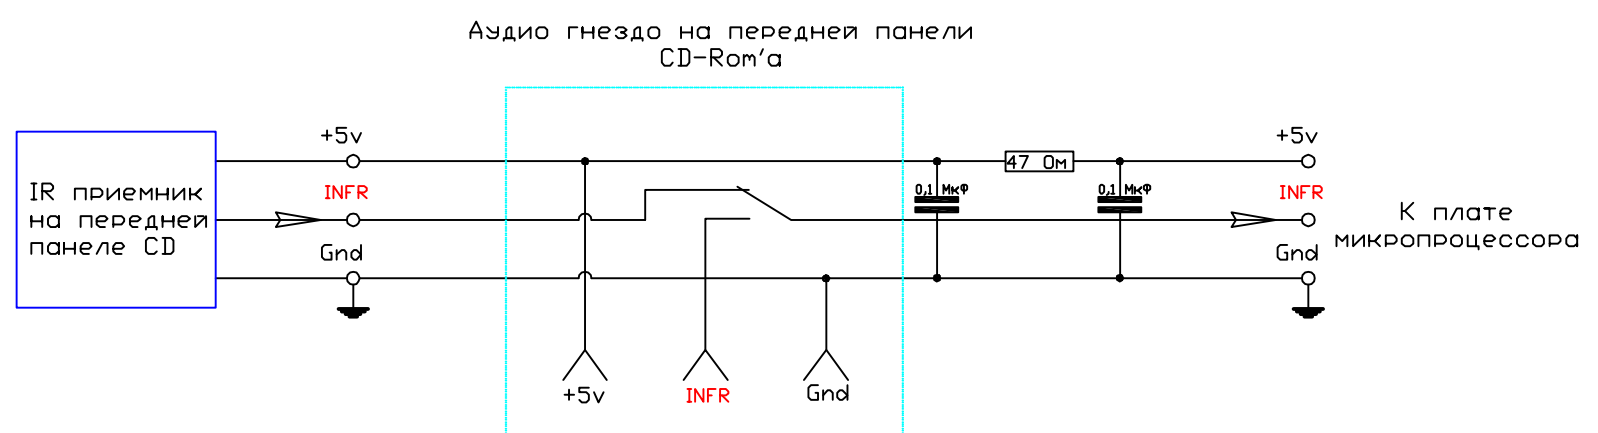 Аудио гнездо на передней панели
CD-Rom'а
+5v
INFR
Gnd
IR приемник
на передней
панеле CD
47 Ом
0,1 МкФ
0,1 МкФ
+5v
INFR
Gnd
К плате
микропроцессора
+5v
INFR
Gnd